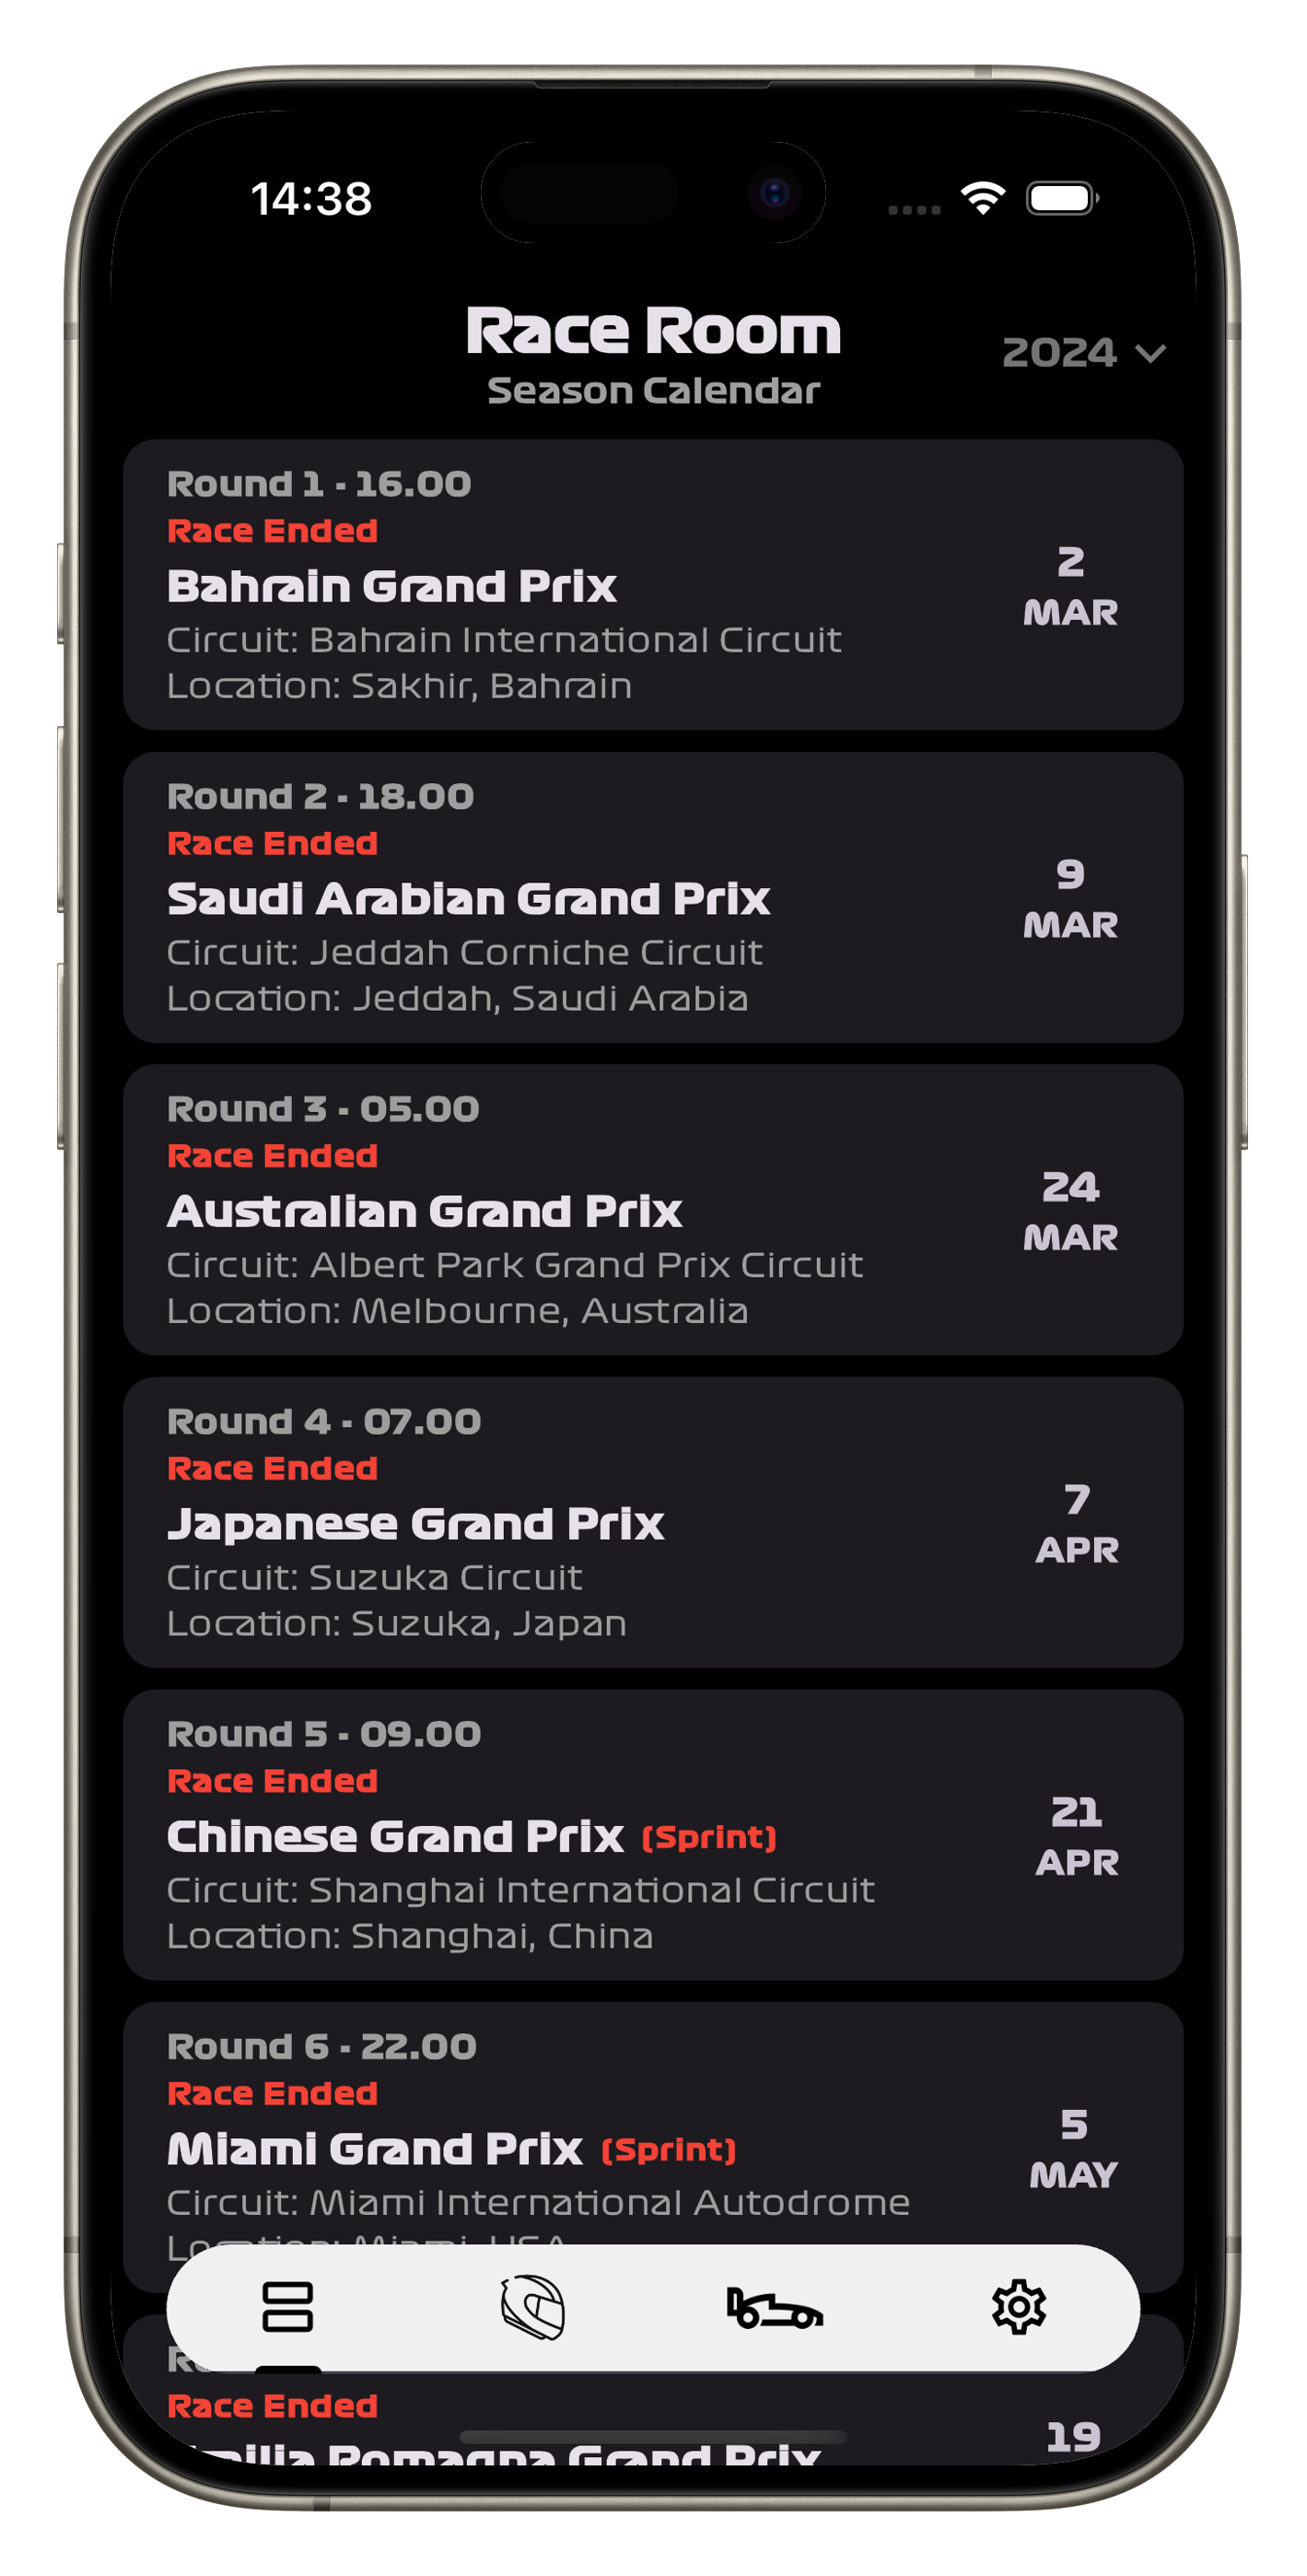 14:38
Race Room
Season Calendar
2024
Round 1 - 16.00
Race Ended
Bahrain Grand Prix
Circuit: Bahrain International Circuit
Location: Sakhir, Bahrain
2
MAR
Round 2 - 18.00
Race Ended
Saudi Arabian Grand Prix
Circuit: Jeddah Corniche Circuit
Location: Jeddah, Saudi Arabia
9
MAR
Round 3 - 05.00
Race Ended
Australian Grand Prix
Circuit: Albert Park Grand Prix Circuit
Location: Melbourne, Australia
24
MAR
Round 4 - 07.00
Race Ended
Japanese Grand Prix
Circuit: Suzuka Circuit
Location: Suzuka, Japan
7
APR
Round 5 - 09.00
Race Ended
Chinese Grand Prix (Sprint)
Circuit: Shanghai International Circuit
Location: Shanghai, China
21
APR
Round 6 - 22.00
Race Ended
Miami Grand Prix (Sprint)
Circuit: Miami International Autodrome
Location: Miami, USA
5
MAY
Race Ended
Romagna Grand Prix
19